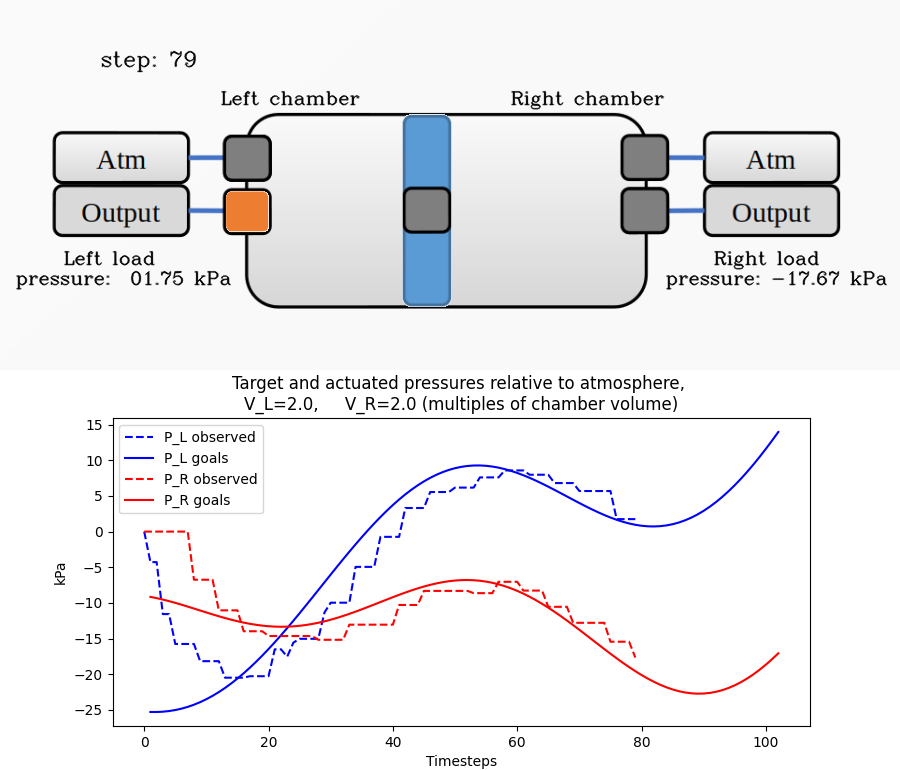 step: 79
Left chamber
Right chamber
Atm
Atm
Output
Output
Left load
pressure:  01.75 kPa
Right load
pressure: −17.67 kPa
Target and actuated pressures relative to atmosphere,
V_L=2.0,     V_R=2.0 (multiples of chamber volume)
15
10
5
0
−5
−10
−15
−20
−25
kPa
P_L observed
P_L goals
P_R observed
P_R goals
0
20
40
60
80
100
Timesteps